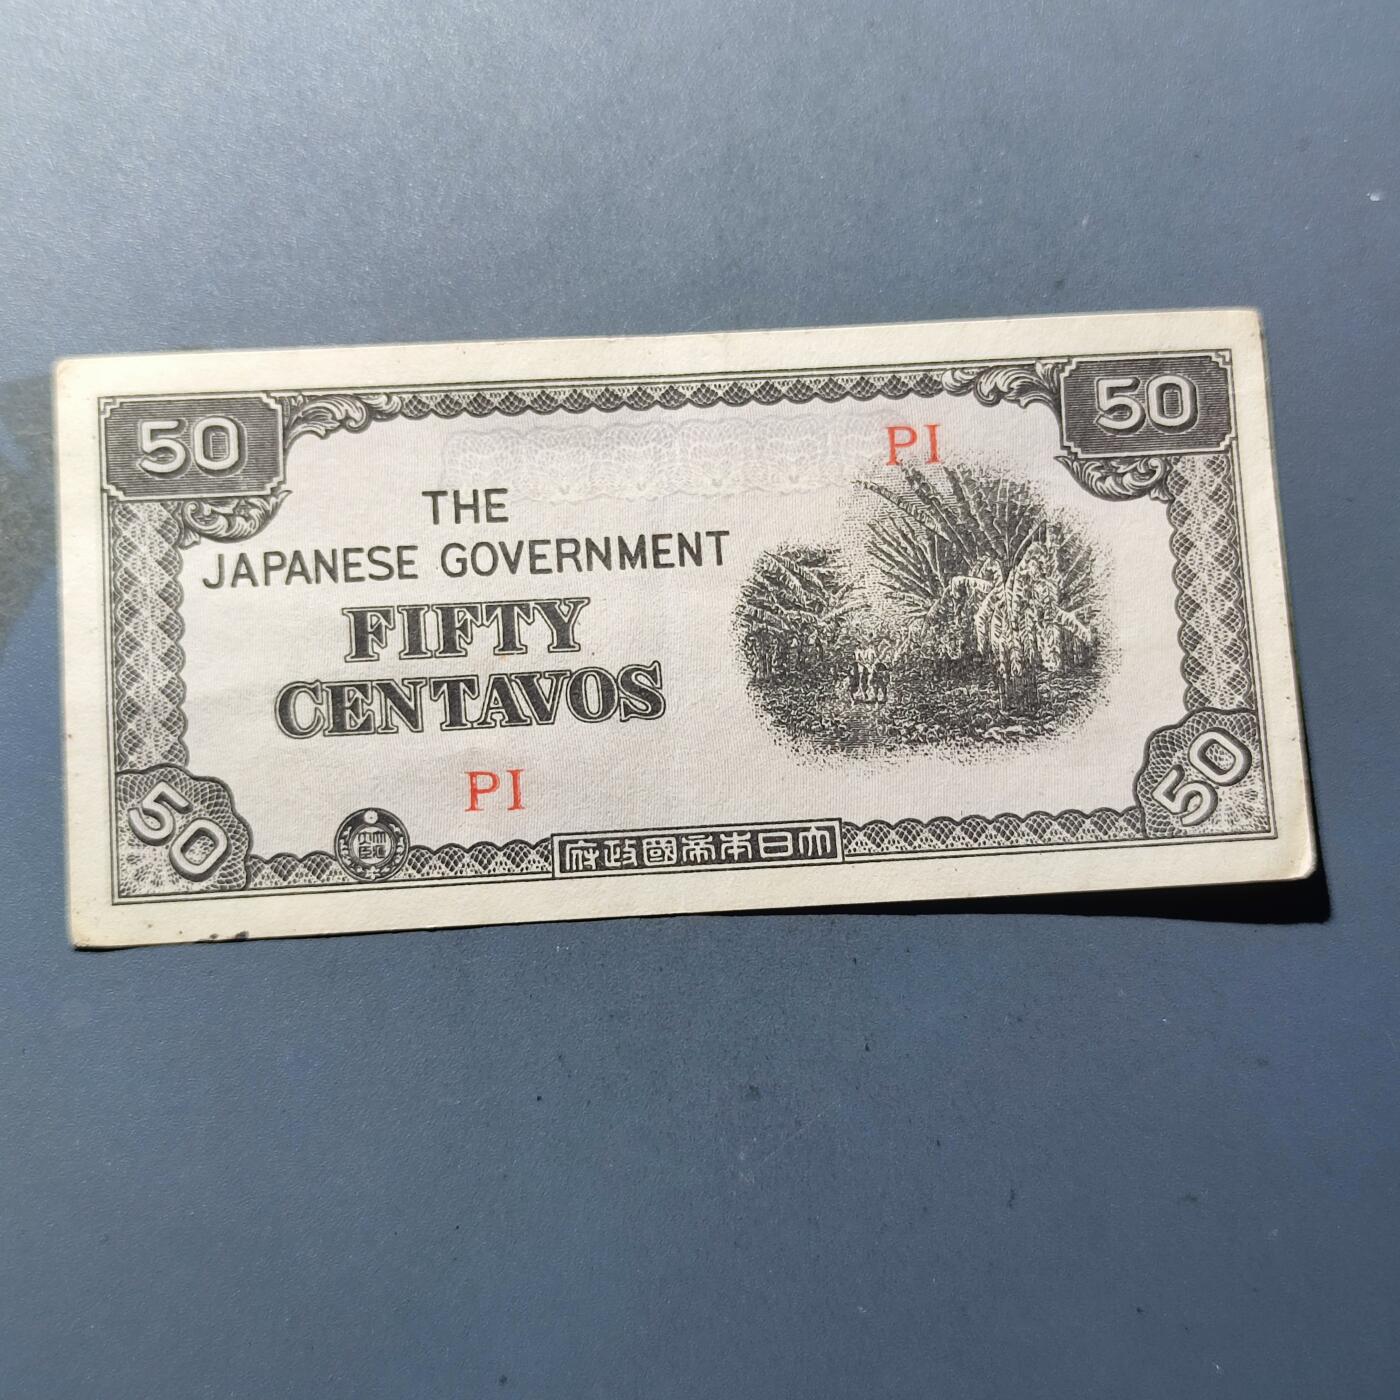 50
50
PI
THE
JAPANESE GOVERNMENT
FIFTY
CENTAVOS
PI
50
50
府政國帝本日大